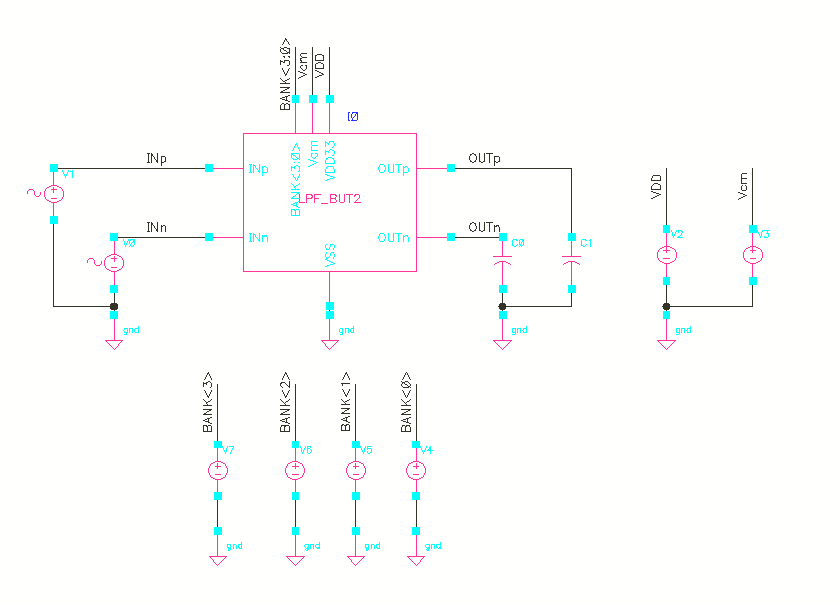 BANK<3:0>
Vcm
VDD
I0
BANK<3:0>
Vcm
VDD33
INp
INp
OUTp
OUTp
V1
LPF_BUT2
VDD
Vcm
INn
INn
OUTn
OUTn
V0
C0
C1
V2
V3
VSS
gnd
gnd
gnd
gnd
BANK<3>
BANK<2>
BANK<1>
BANK<0>
V7
V6
V5
V4
gnd
gnd
gnd
gnd